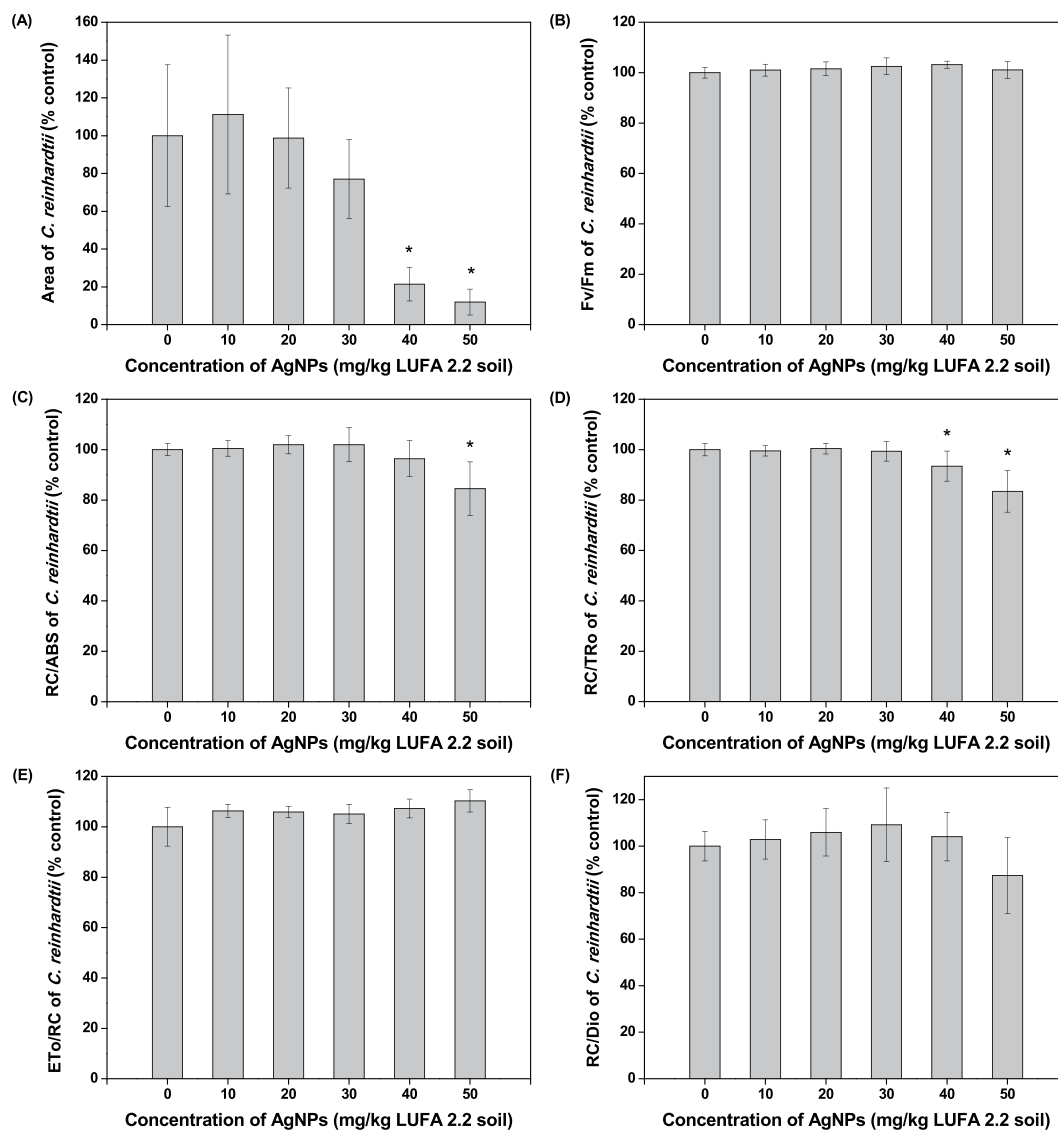 (A)
160
140
120
100
80
60
40
20
0
Area of C. reinhardtii (% control)
* *
0 10 20 30 40 50
Concentration of AgNPs (mg/kg LUFA 2.2 soil)
(B)
120
100
80
60
40
20
0
Fv/Fm of C. reinhardtii (% control)
0 10 20 30 40 50
Concentration of AgNPs (mg/kg LUFA 2.2 soil)
(C)
120
100
80
60
40
20
0
RC/ABS of C. reinhardtii (% control)
*
0 10 20 30 40 50
Concentration of AgNPs (mg/kg LUFA 2.2 soil)
(D)
120
100
80
60
40
20
0
RC/TRo of C. reinhardtii (% control)
* *
0 10 20 30 40 50
Concentration of AgNPs (mg/kg LUFA 2.2 soil)
(E)
120
100
80
60
40
20
0
ETo/RC of C. reinhardtii (% control)
0 10 20 30 40 50
Concentration of AgNPs (mg/kg LUFA 2.2 soil)
(F)
120
100
80
60
40
20
0
RC/Dio of C. reinhardtii (% control)
0 10 20 30 40 50
Concentration of AgNPs (mg/kg LUFA 2.2 soil)